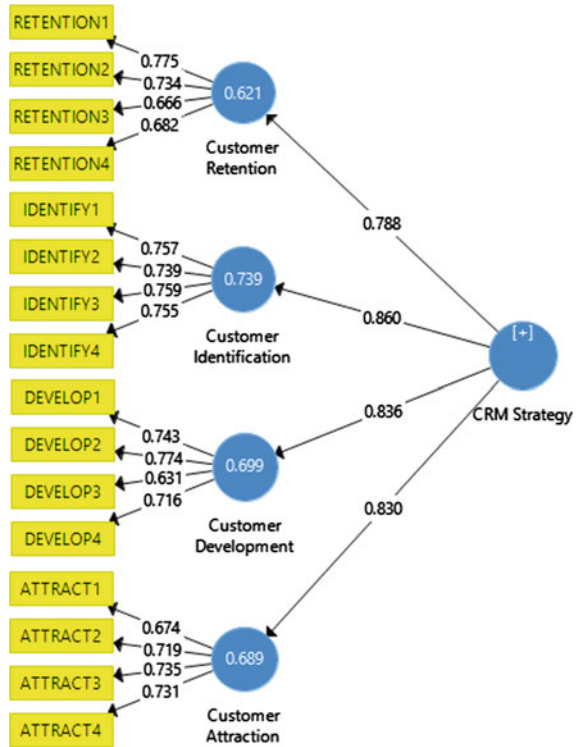 RETENTION1
0.775
RETENTION2
0.734
0.666
RETENTION3
0.682
RETENTION4
0.621
Customer
Retention
0.788
IDENTIFY1
0.757
IDENTIFY2
0.739
0.759
IDENTIFY3
0.755
IDENTIFY4
0.739
Customer
Identification
0.860
[+]
CRM Strategy
DEVELOP1
0.743
DEVELOP2
0.774
0.631
DEVELOP3
0.716
DEVELOP4
0.699
Customer
Development
0.836
0.830
ATTRACT1
0.674
ATTRACT2
0.719
0.735
ATTRACT3
0.731
ATTRACT4
0.689
Customer
Attraction